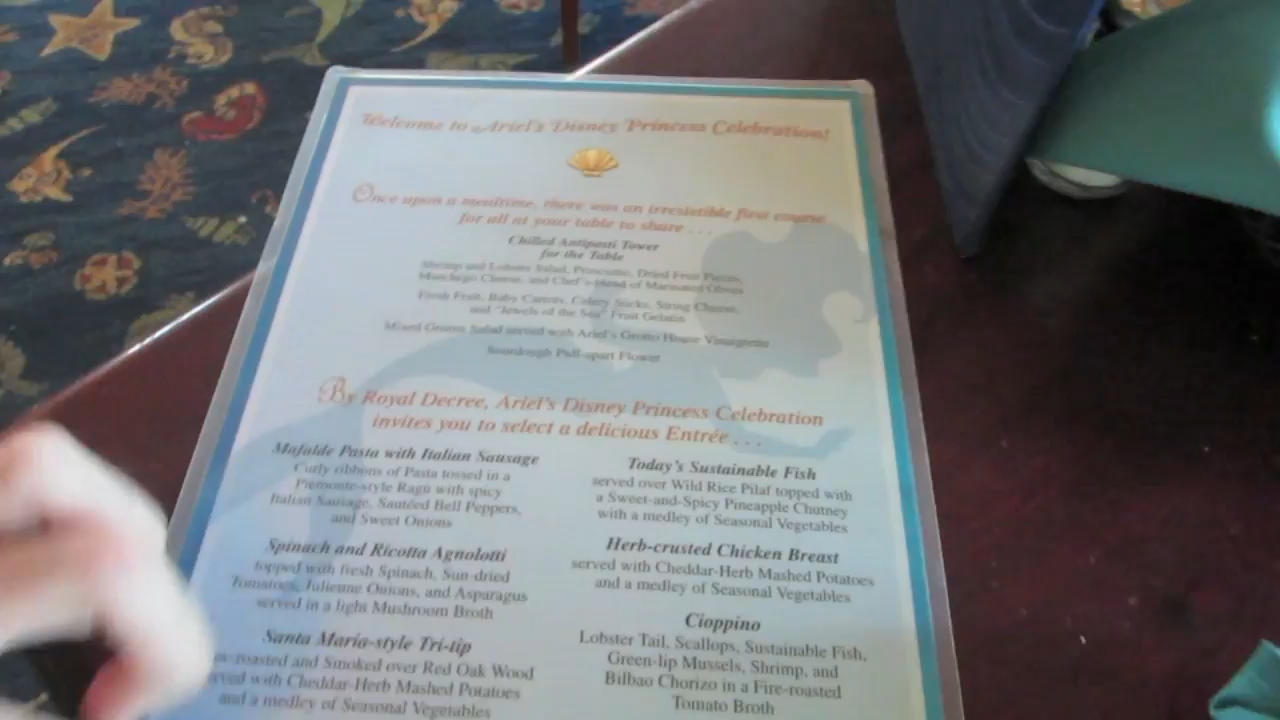 Welcome to Ariel's Disney Princess Celebration!
Once upon a mealtime, there was an irresistible first course
for all at your table to share . . .
Chilled Antipasti Tower
for the Table
Shrimp and Lobster Salad, Prosciutto, Dried Fruit Pieces,
Manchego Cheese, and Chef's Blend of Marinated Olives
Fresh Fruit, Baby Carrots, Celery Sticks, String Cheese,
and "Jewels of the Sea" Fruit Gelatin
Mixed Greens Salad served with Ariel's Grotto House Vinaigrette
Sourdough Pull-apart Flower
By Royal Decree, Ariel's Disney Princess Celebration
invites you to select a delicious Entrée . . .
Mafalde Pasta with Italian Sausage
Curly ribbons of Pasta tossed in a
Piemonte-style Ragu with spicy
Italian Sausage, Sautéed Bell Peppers,
and Sweet Onions
Spinach and Ricotta Agnolotti
topped with fresh Spinach, Sun-dried
Tomatoes, Julienne Onions, and Asparagus
served in a light Mushroom Broth
Santa Maria-style Tri-tip
roasted and Smoked over Red Oak Wood
served with Cheddar-Herb Mashed Potatoes
and a medley of Seasonal Vegetables
Today's Sustainable Fish
served over Wild Rice Pilaf topped with
a Sweet-and-Spicy Pineapple Chutney
with a medley of Seasonal Vegetables
Herb-crusted Chicken Breast
served with Cheddar-Herb Mashed Potatoes
and a medley of Seasonal Vegetables
Cioppino
Lobster Tail, Scallops, Sustainable Fish,
Green-lip Mussels, Shrimp, and
Bilbao Chorizo in a Fire-roasted
Tomato Broth